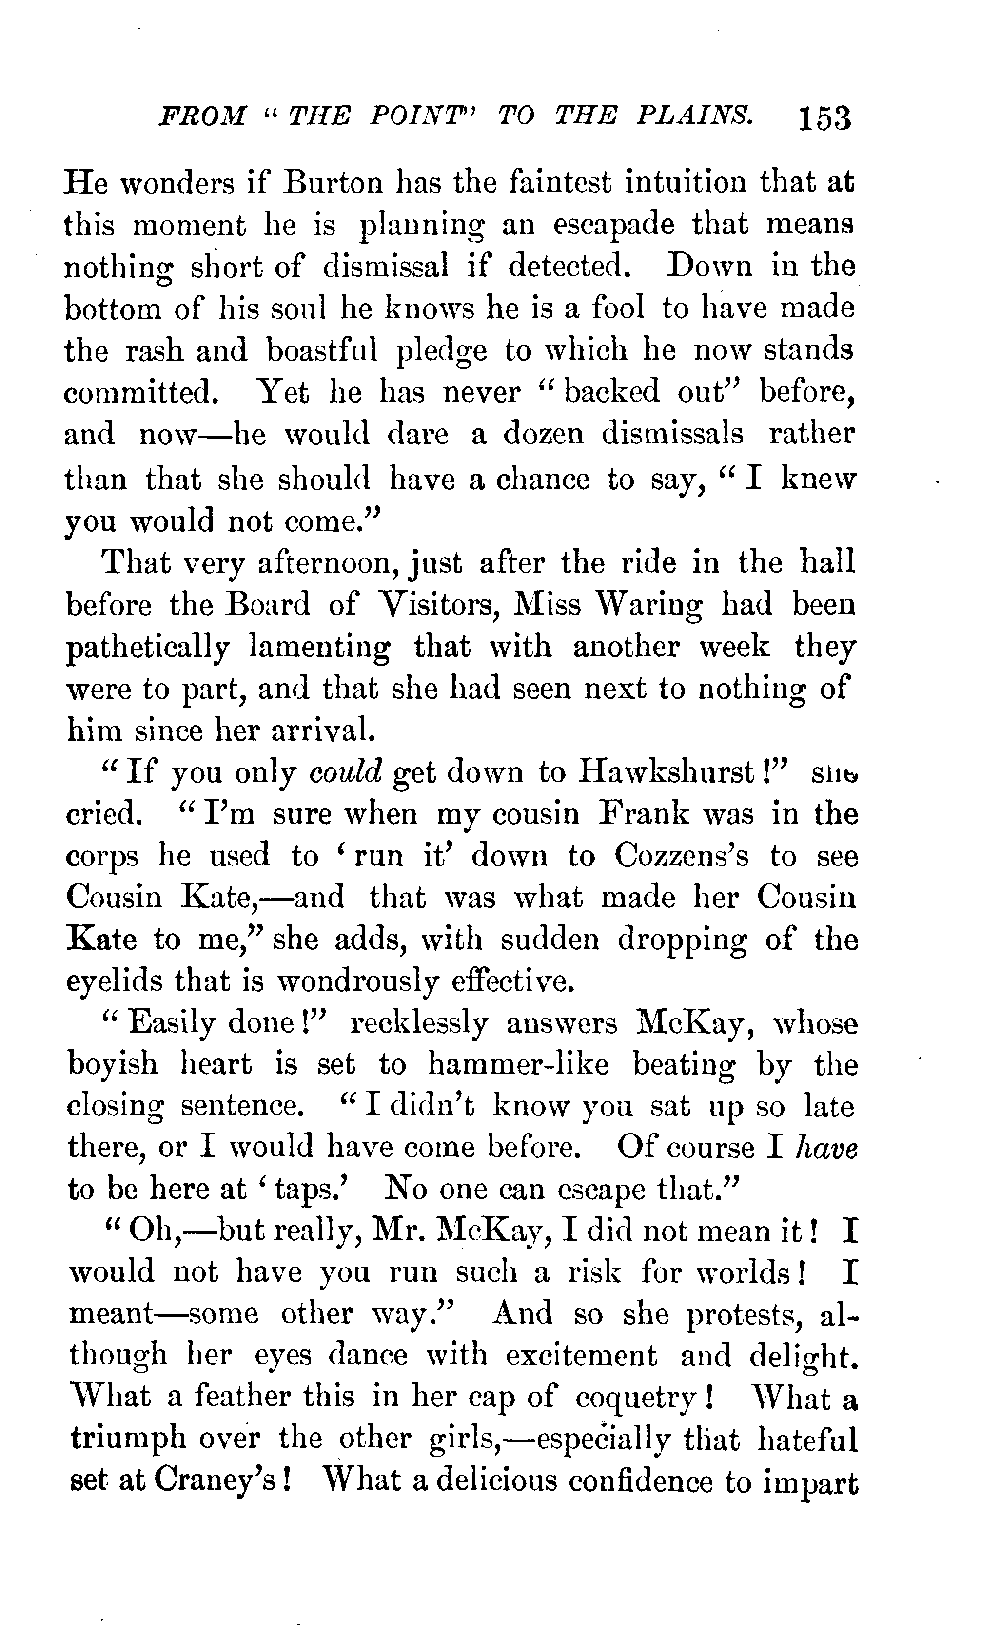 FROM “ THE POINT” TO THE PLAINS. 153
He wonders if Burton has the faintest intuition that at
this moment he is planning an escapade that means
nothing short of dismissal if detected. Down in the
bottom of his soul he knows he is a fool to have made
the rash and boastful pledge to which he now stands
committed. Yet he has never “ backed out” before,
and now—he would dare a dozen dismissals rather
than that she should have a chance to say, “ I knew
you would not come.”
That very afternoon, just after the ride in the hall
before the Board of Visitors, Miss Waring had been
pathetically lamenting that with another week they
were to part, and that she had seen next to nothing of
him since her arrival.
“ If you only could get down to Hawkshurst !” she
cried. “ I’m sure when my cousin Frank was in the
corps he used to ‘ run it’ down to Cozzens’s to see
Cousin Kate,—and that was what made her Cousin
Kate to me,” she adds, with sudden dropping of the
eyelids that is wondrously effective.
“ Easily done !” recklessly answers McKay, whose
boyish heart is set to hammer-like beating by the
closing sentence. “ I didn’t know you sat up so late
there, or I would have come before. Of course I have
to be here at ‘ taps.’ No one can escape that.”
“ Oh,—but really, Mr. McKay, I did not mean it ! I
would not have you run such a risk for worlds ! I
meant—some other way.” And so she protests, al-
though her eyes dance with excitement and delight.
What a feather this in her cap of coquetry ! What a
triumph over the other girls,—especially that hateful
set at Craney’s ! What a delicious confidence to impart